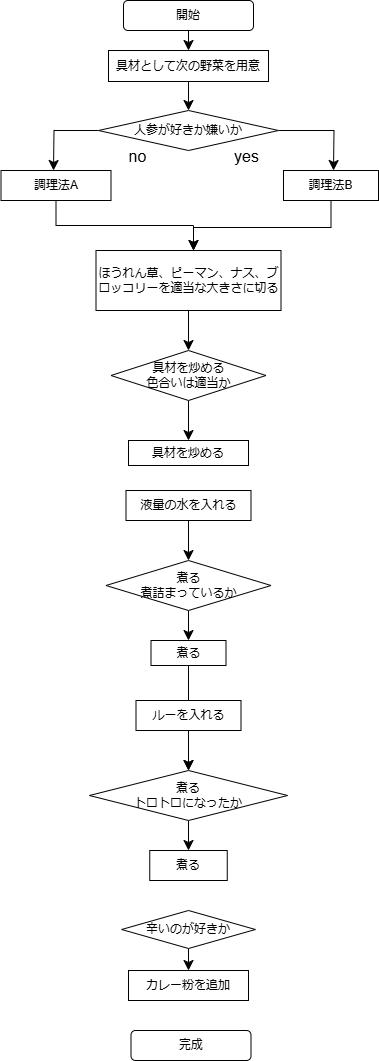 開始
具材として次の野菜を用意
人参が好きか嫌いか
no
yes
調理法A
調理法B
ほうれん草、ピーマン、ナス、ブ
ロッコリーを適当な大きさに切る
具材を炒める
色合いは適当か
具材を炒める
液量の水を入れる
煮る
煮詰まっているか
煮る
ルーを入れる
煮る
トロトロになったか
煮る
辛いのが好きか
カレー粉を追加
完成